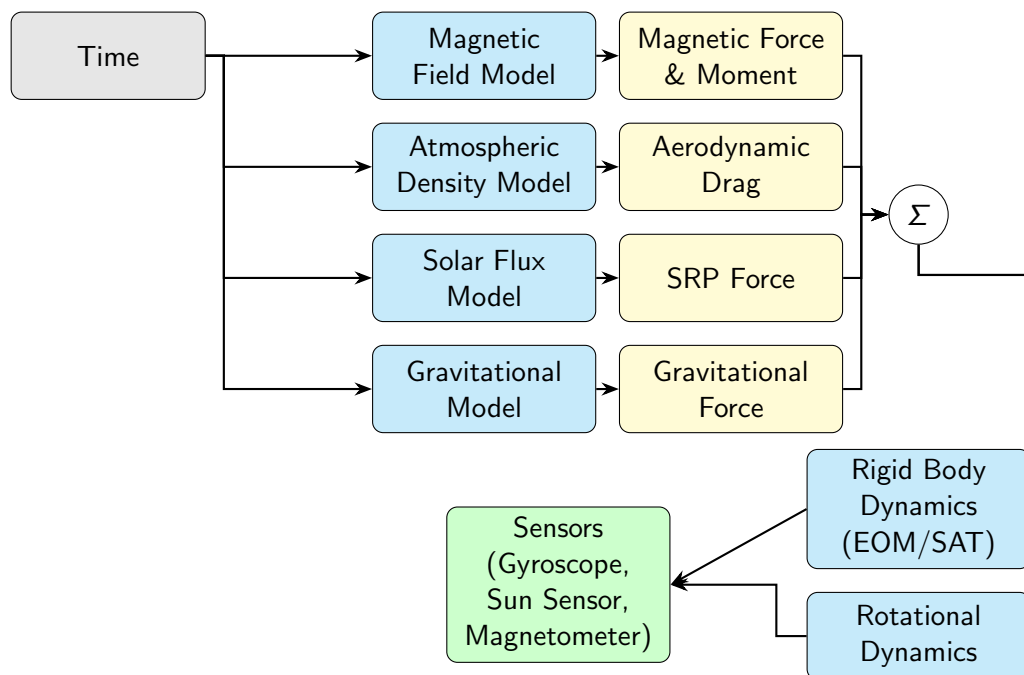 Time
Magnetic
Field Model
Magnetic Force
& Moment
Atmospheric
Density Model
Aerodynamic
Drag
Σ
Solar Flux
Model
SRP Force
Gravitational
Model
Gravitational
Force
Rigid Body
Dynamics
(EOM/SAT)
Sensors
(Gyroscope,
Sun Sensor,
Magnetometer)
Rotational
Dynamics